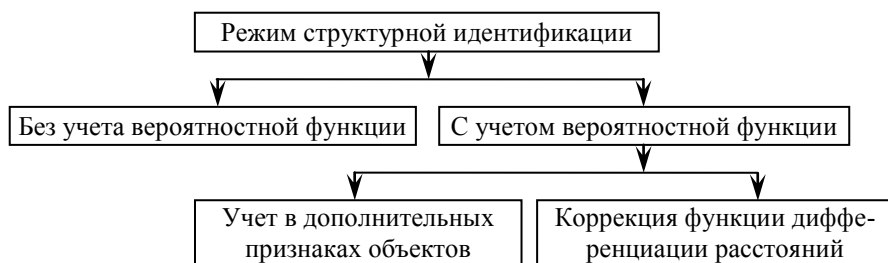 Режим структурной идентификации
Без учета вероятностной функции
С учетом вероятностной функции
Учет в дополнительных
признаках объектов
Коррекция функции диффе-
ренциации расстояний